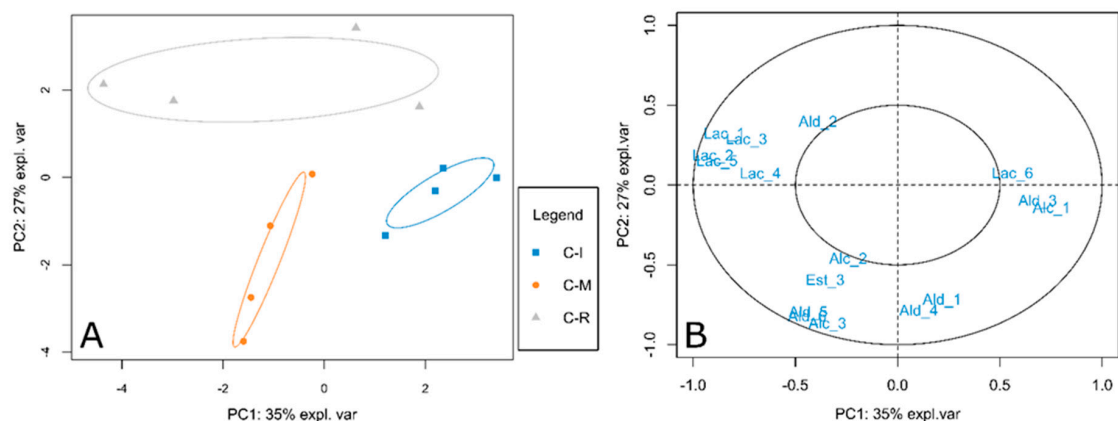 PC2: 27% expl. var
2
0
-2
-4
-4
-2
0
2
PC1: 35% expl. var
A
Legend
C-I
C-M
C-R
PC2: 27% expl.var
1.0
0.5
0.0
-0.5
-1.0
-1.0
-0.5
0.0
0.5
1.0
PC1: 35% expl.var
B
Ald_2
Lac_1
Lac_3
Lac_2
Lac_5
Lac_4
Lac_6
Ald_3
Alc_1
Alc_2
Est_3
Ald_1
Ald_4
Ald_5
Alc_3